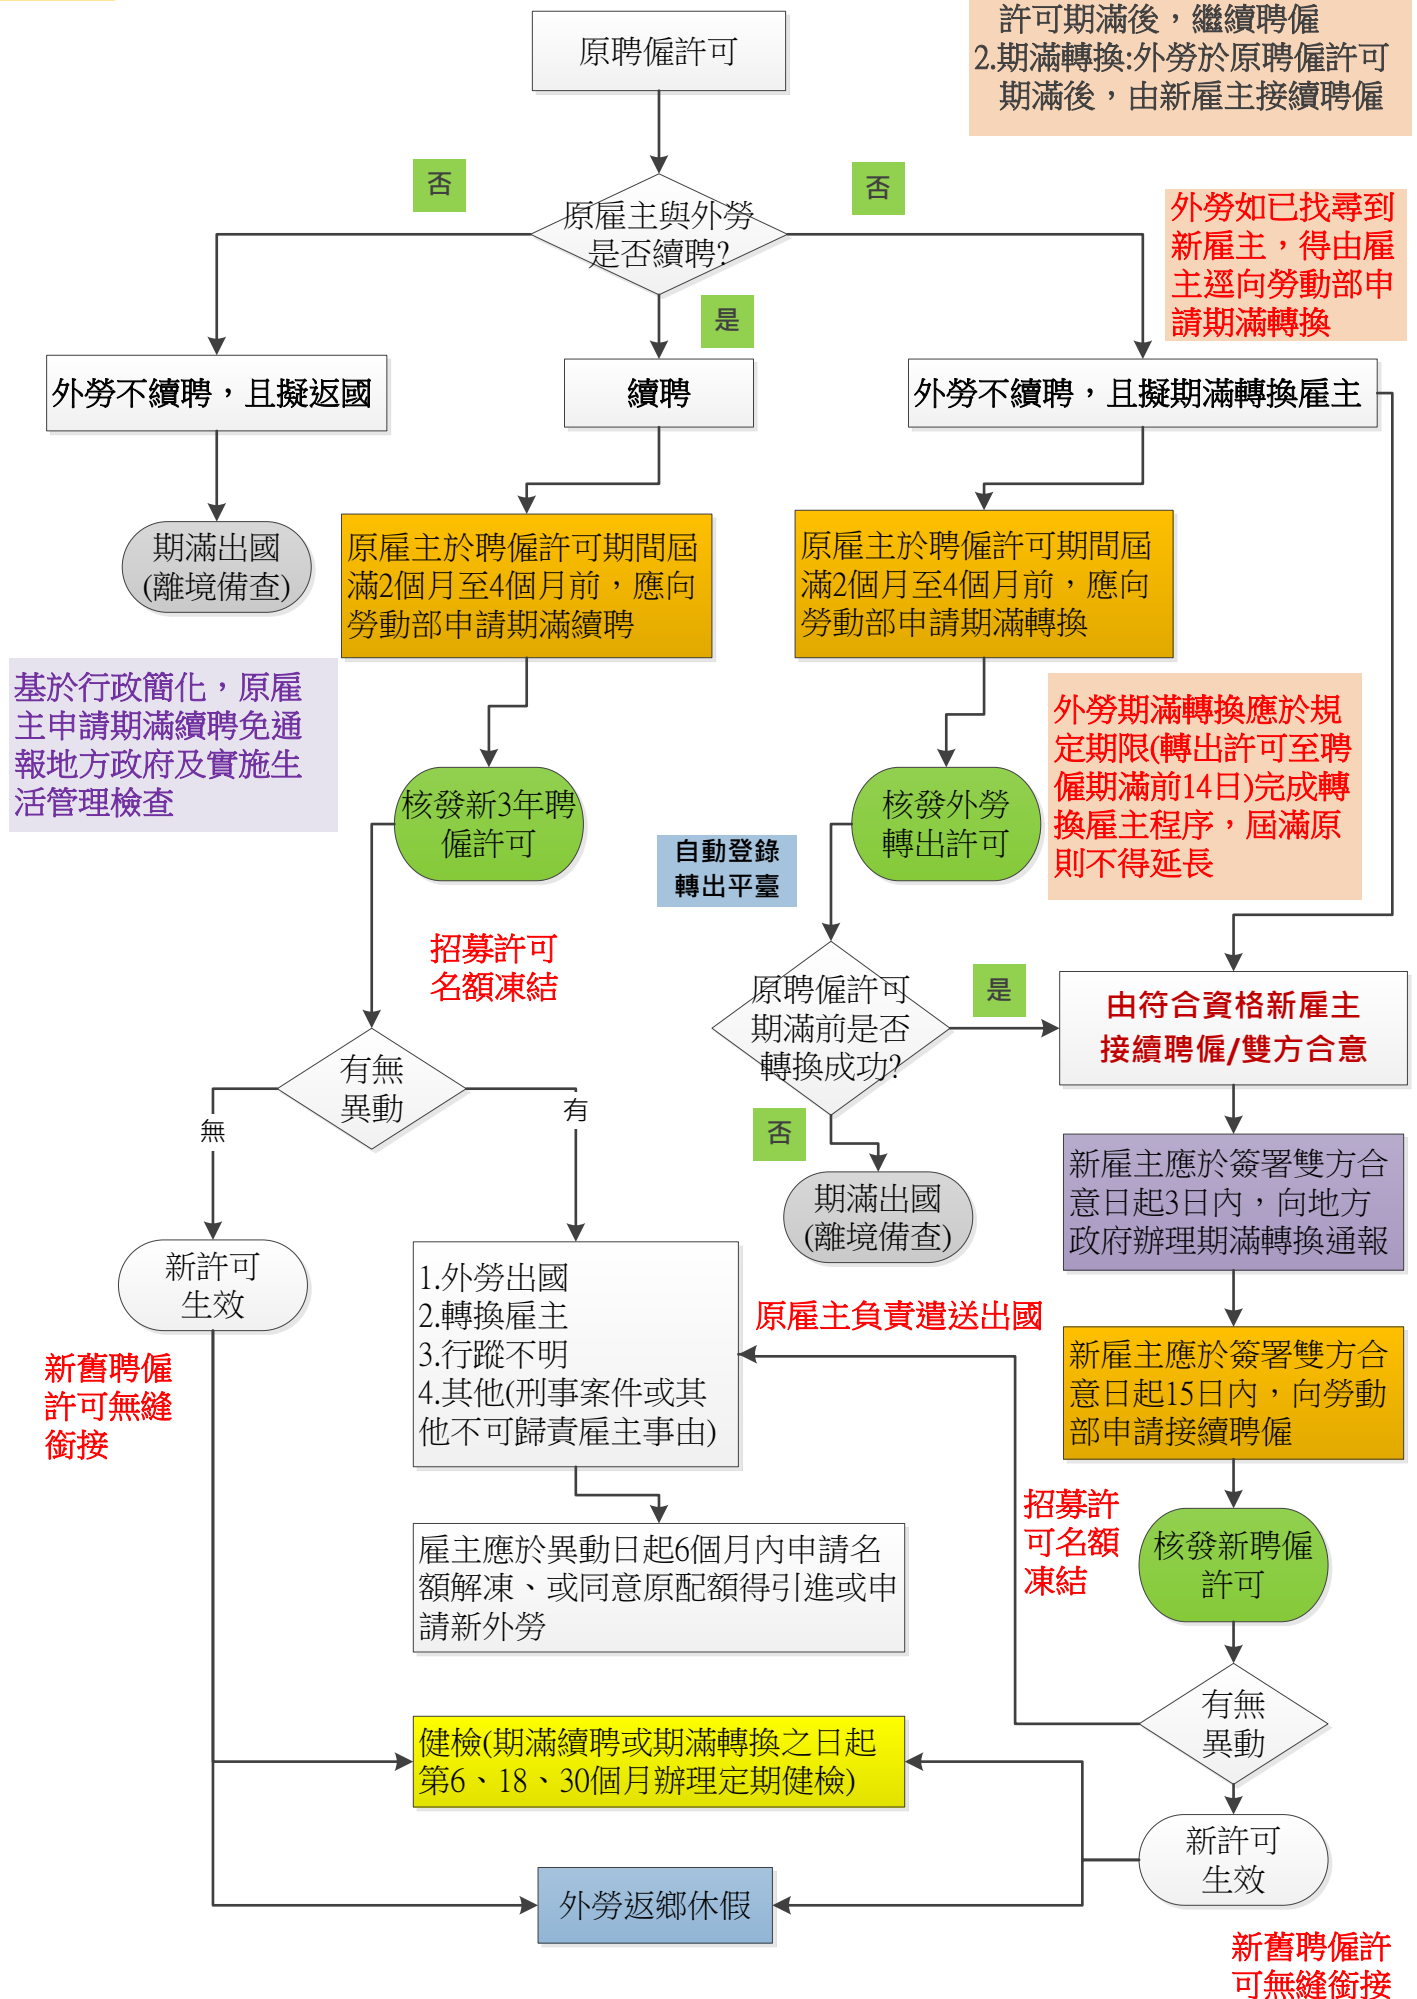 許可期滿後，繼續聘僱
2.期滿轉換:外勞於原聘僱許可
期滿後，由新雇主接續聘僱
原聘僱許可
否
否
原雇主與外勞
是否續聘?
外勞如已找尋到
新雇主，得由雇
主逕向勞動部申
請期滿轉換
是
外勞不續聘，且擬返國
續聘
外勞不續聘，且擬期滿轉換雇主
期滿出國
(離境備查)
原雇主於聘僱許可期間屆
滿2個月至4個月前，應向
勞動部申請期滿續聘
原雇主於聘僱許可期間屆
滿2個月至4個月前，應向
勞動部申請期滿轉換
基於行政簡化，原雇
主申請期滿續聘免通
報地方政府及實施生
活管理檢查
外勞期滿轉換應於規
定期限(轉出許可至聘
僱期滿前14日)完成轉
換雇主程序，屆滿原
則不得延長
核發新3年聘
僱許可
核發外勞
轉出許可
自動登錄
轉出平臺
招募許可
名額凍結
原聘僱許可
期滿前是否
轉換成功?
是
由符合資格新雇主
接續聘僱/雙方合意
有無
異動
無
有
否
期滿出國
(離境備查)
新雇主應於簽署雙方合
意日起3日內，向地方
政府辦理期滿轉換通報
新許可
生效
1.外勞出國
2.轉換雇主
3.行蹤不明
4.其他(刑事案件或其
他不可歸責雇主事由)
原雇主負責遣送出國
新雇主應於簽署雙方合
意日起15日內，向勞動
部申請接續聘僱
新舊聘僱
許可無縫
銜接
招募許
可名額
凍結
核發新聘僱
許可
雇主應於異動日起6個月內申請名
額解凍、或同意原配額得引進或申
請新外勞
有無
異動
健檢(期滿續聘或期滿轉換之日起
第6、18、30個月辦理定期健檢)
新許可
生效
外勞返鄉休假
新舊聘僱許
可無縫銜接